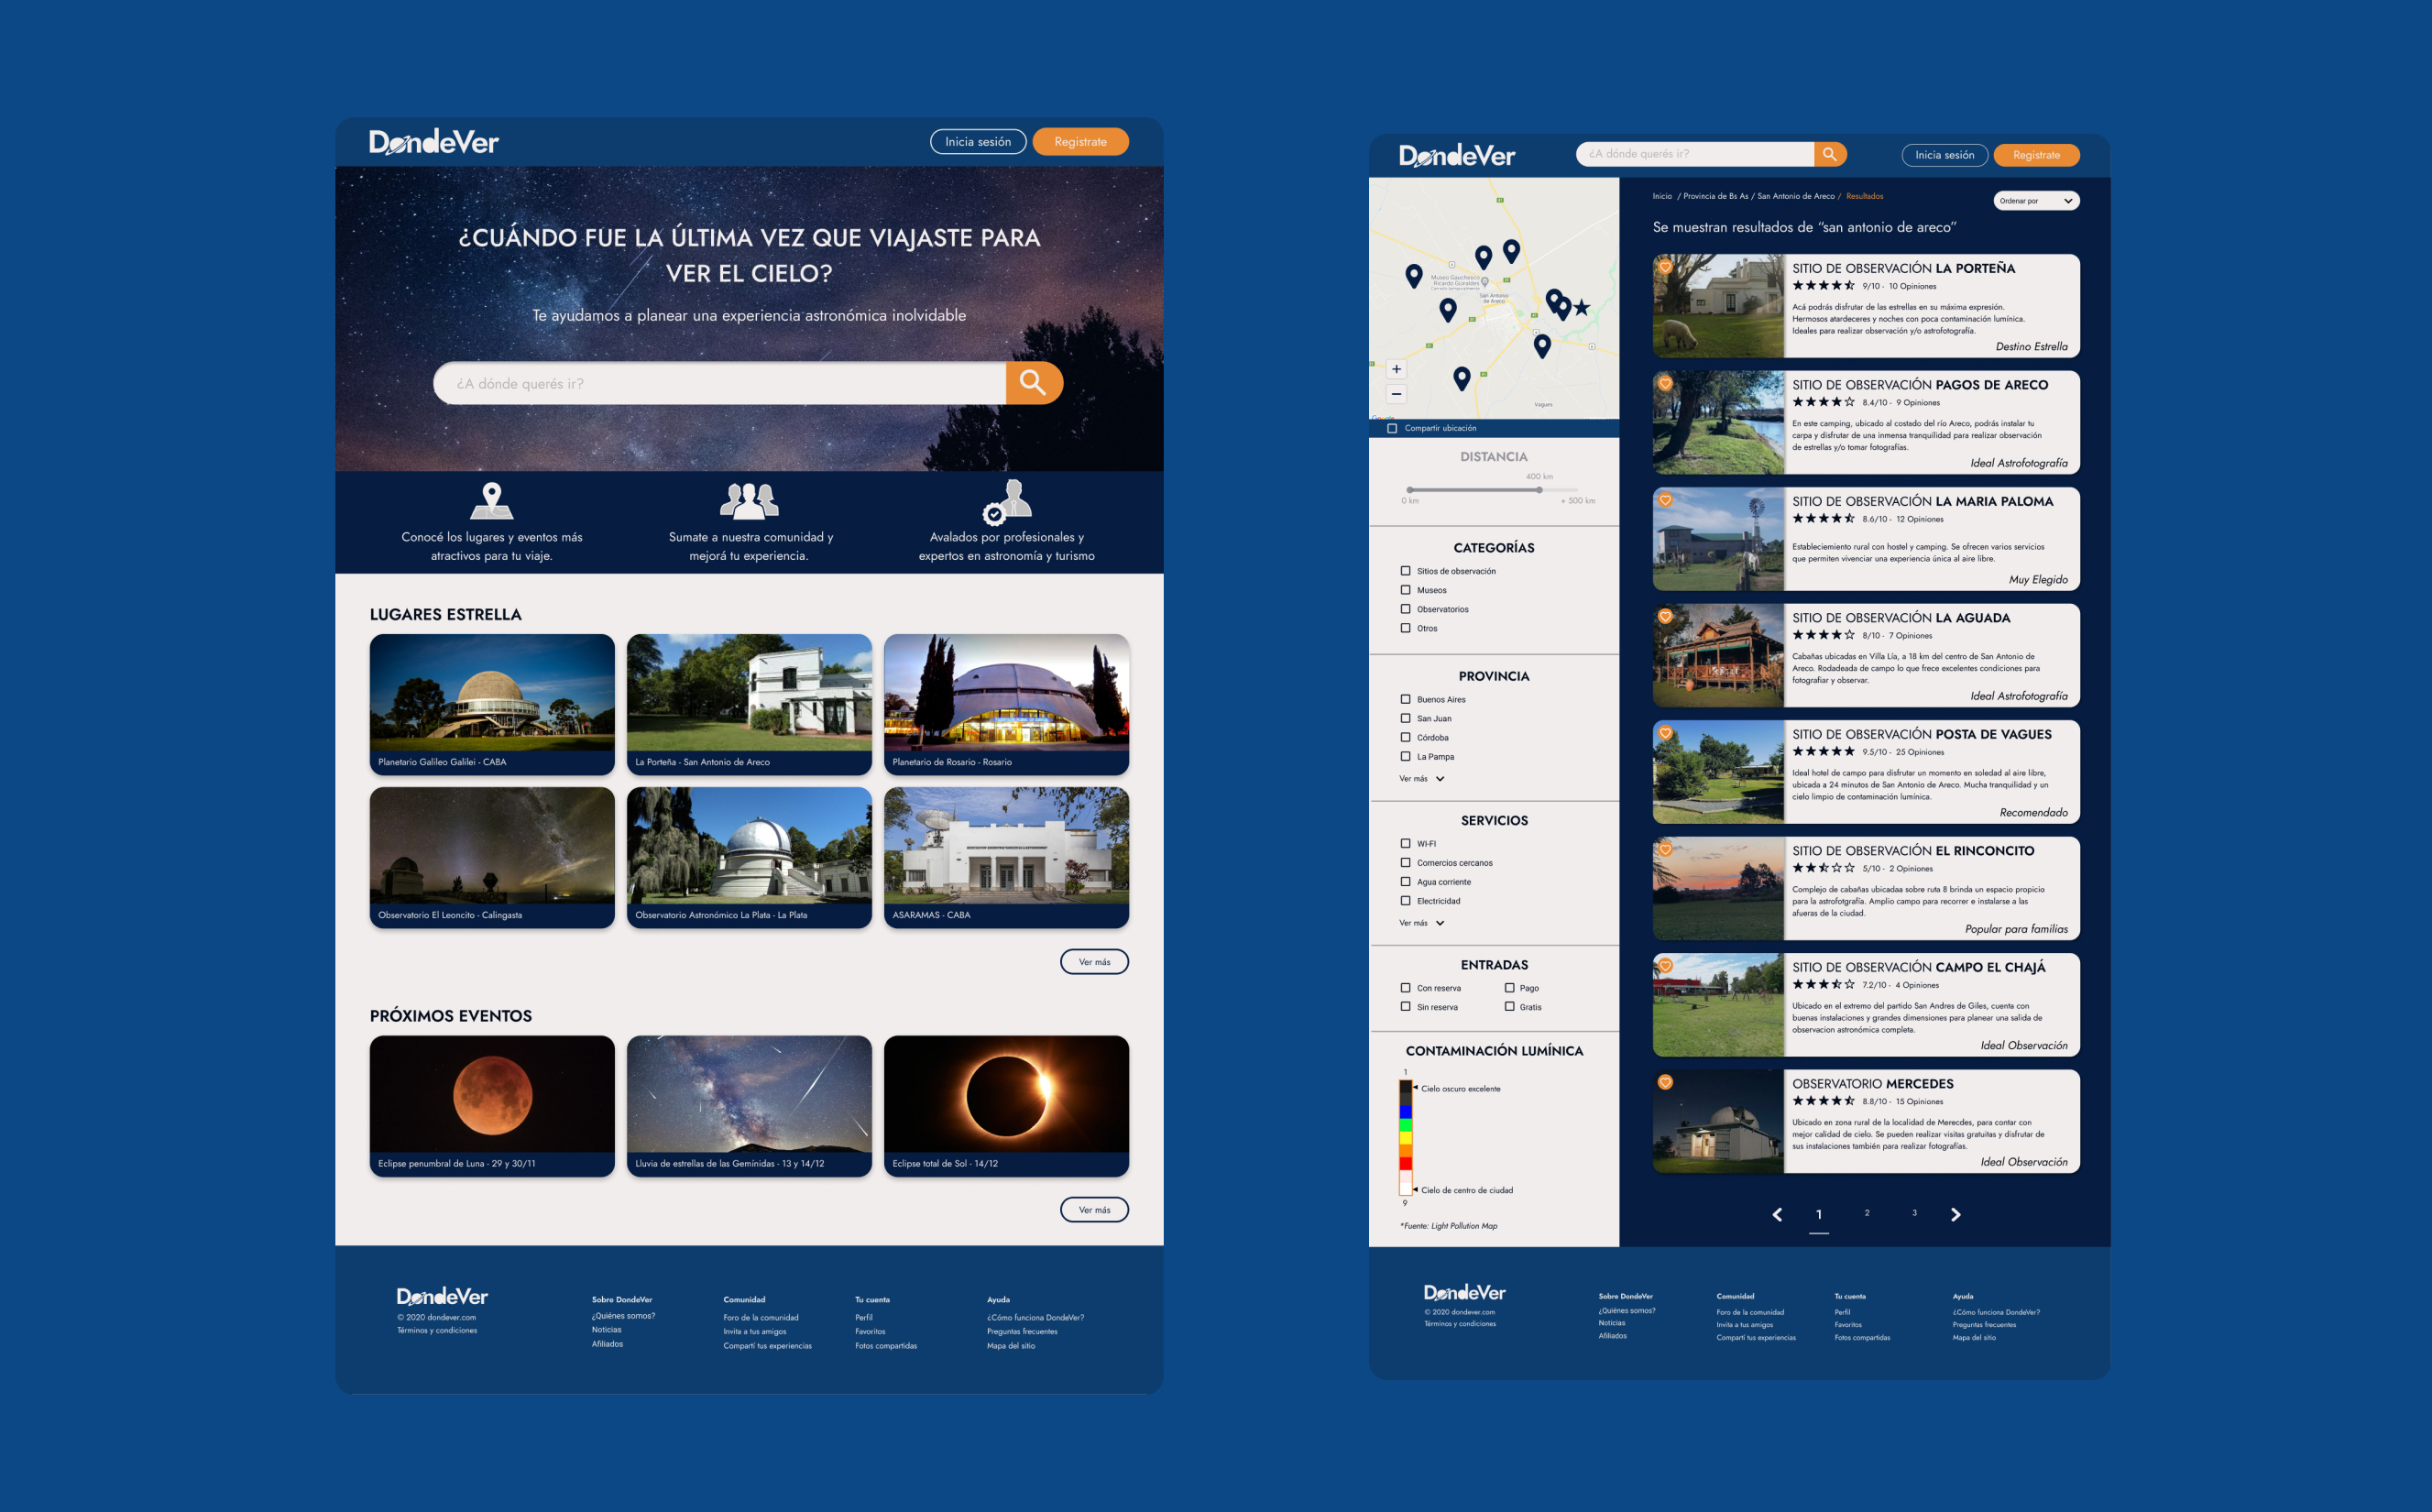 DondeVer
Inicia sesión
Registrate
¿CUÁNDO FUE LA ÚLTIMA VEZ QUE VIAJASTE PARA
VER EL CIELO?
Te ayudamos a planear una experiencia astronómica inolvidable
¿A dónde querés ir?
Conocé los lugares y eventos más
atractivos para tu viaje.
Sumate a nuestra comunidad y
mejorá tu experiencia.
Avalados por profesionales y
expertos en astronomía y turismo
LUGARES ESTRELLA
Planetario Galileo Galilei - CABA
La Porteña - San Antonio de Areco
Planetario de Rosario - Rosario
Observatorio El Leoncito - Calingasta
Observatorio Astronómico La Plata - La Plata
ASARAMAS - CABA
Ver más
PRÓXIMOS EVENTOS
Eclipse penumbral de Luna - 29 y 30/11
Lluvia de estrellas de las Gemínidas - 13 y 14/12
Eclipse total de Sol - 14/12
Ver más
DondeVer
© 2020 dondever.com
Términos y condiciones
Sobre DondeVer
¿Quiénes somos?
Noticias
Afiliados
Comunidad
Foro de la comunidad
Invita a tus amigos
Compartí tus experiencias
Tu cuenta
Perfil
Favoritos
Fotos compartidas
Ayuda
¿Cómo funciona DondeVer?
Preguntas frecuentes
Mapa del sitio
DondeVer
¿A dónde querés ir?
Inicia sesión
Registrate
Museo Gauchesco
Ricardo Güiraldes
San Antonio
de Areco
Vagues
+
−
Compartir ubicación
DISTANCIA
400 km
0 km
+ 500 km
CATEGORÍAS
Sitios de observación
Museos
Observatorios
Otros
PROVINCIA
Buenos Aires
San Juan
Córdoba
La Pampa
Ver más
SERVICIOS
WI-FI
Comercios cercanos
Agua corriente
Electricidad
Ver más
ENTRADAS
Con reserva
Pago
Sin reserva
Gratis
CONTAMINACIÓN LUMÍNICA
1
Cielo oscuro excelente
Cielo de centro de ciudad
9
*Fuente: Light Pollution Map
Inicio / Provincia de Bs As / San Antonio de Areco / Resultados
Ordenar por
Se muestran resultados de “san antonio de areco”
SITIO DE OBSERVACIÓN LA PORTEÑA
9/10 - 10 Opiniones
Acá podrás disfrutar de las estrellas en su máxima expresión.
Hermosos atardeceres y noches con poca contaminación lumínica.
Ideales para realizar observación y/o astrofotografía.
Destino Estrella
SITIO DE OBSERVACIÓN PAGOS DE ARECO
8.4/10 - 9 Opiniones
En este camping, ubicado al costado del río Areco, podrás instalar tu
carpa y disfrutar de una inmensa tranquilidad para realizar observación
de estrellas y/o tomar fotografías.
Ideal Astrofotografía
SITIO DE OBSERVACIÓN LA MARIA PALOMA
8.6/10 - 12 Opiniones
Estableciemiento rural con hostel y camping. Se ofrecen varios servicios
que permiten vivenciar una experiencia única al aire libre.
Muy Elegido
SITIO DE OBSERVACIÓN LA AGUADA
8/10 - 7 Opiniones
Cabañas ubicadas en Villa Lía, a 18 km del centro de San Antonio de
Areco. Rodadeada de campo lo que frece excelentes condiciones para
fotografiar y observar.
Ideal Astrofotografía
SITIO DE OBSERVACIÓN POSTA DE VAGUES
9.5/10 - 25 Opiniones
Ideal hotel de campo para disfrutar un momento en soledad al aire libre,
ubicada a 24 minutos de San Antonio de Areco. Mucha tranquilidad y un
cielo limpio de contaminación lumínica.
Recomendado
SITIO DE OBSERVACIÓN EL RINCONCITO
5/10 - 2 Opiniones
Complejo de cabañas ubicadaa sobre ruta 8 brinda un espacio propicio
para la astrofotgrafía. Amplio campo para recorrer e instalarse a las
afueras de la ciudad.
Popular para familias
SITIO DE OBSERVACIÓN CAMPO EL CHAJÁ
7.2/10 - 4 Opiniones
Ubicado en el extremo del partido San Andres de Giles, cuenta con
buenas instalaciones y grandes dimensiones para planear una salida de
observacion astronómica completa.
Ideal Observación
OBSERVATORIO MERCEDES
8.8/10 - 15 Opiniones
Ubicado en zona rural de la localidad de Merecdes, para contar con
mejor calidad de cielo. Se pueden realizar visitas gratuitas y disfrutar de
sus instalaciones también para realizar fotografías.
Ideal Observación
1
2
3
DondeVer
© 2020 dondever.com
Términos y condiciones
Sobre DondeVer
¿Quiénes somos?
Noticias
Afiliados
Comunidad
Foro de la comunidad
Invita a tus amigos
Compartí tus experiencias
Tu cuenta
Perfil
Favoritos
Fotos compartidas
Ayuda
¿Cómo funciona DondeVer?
Preguntas frecuentes
Mapa del sitio